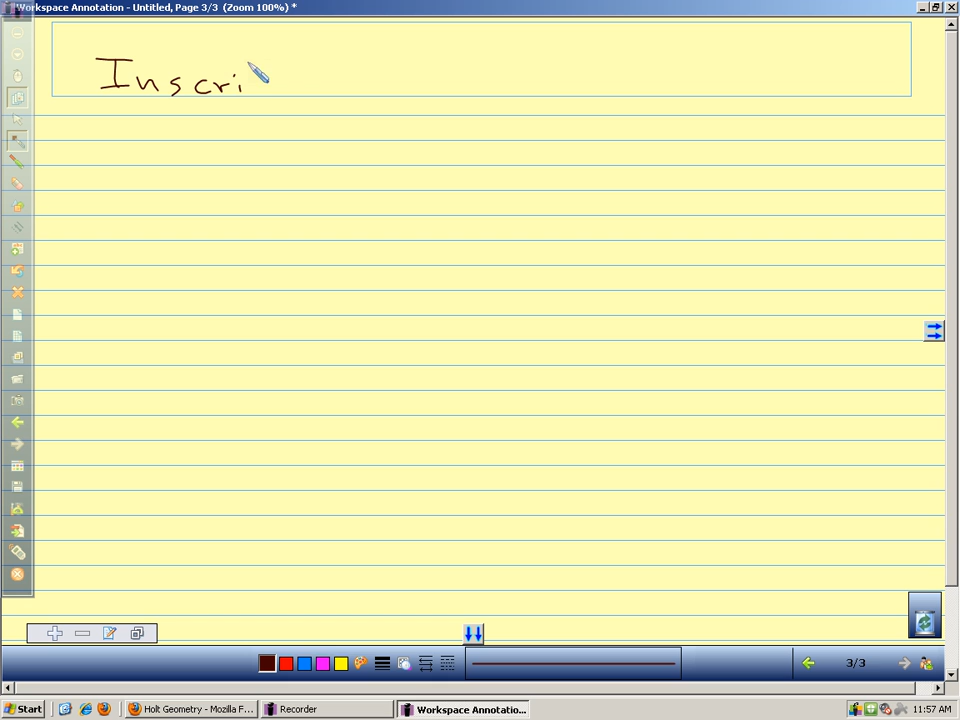 Workspace Annotation - Untitled, Page 3/3 (Zoom 100%) *
Inscri
3/3
Start
Holt Geometry - Mozilla F...
Recorder
Workspace Annotatio...
11:57 AM